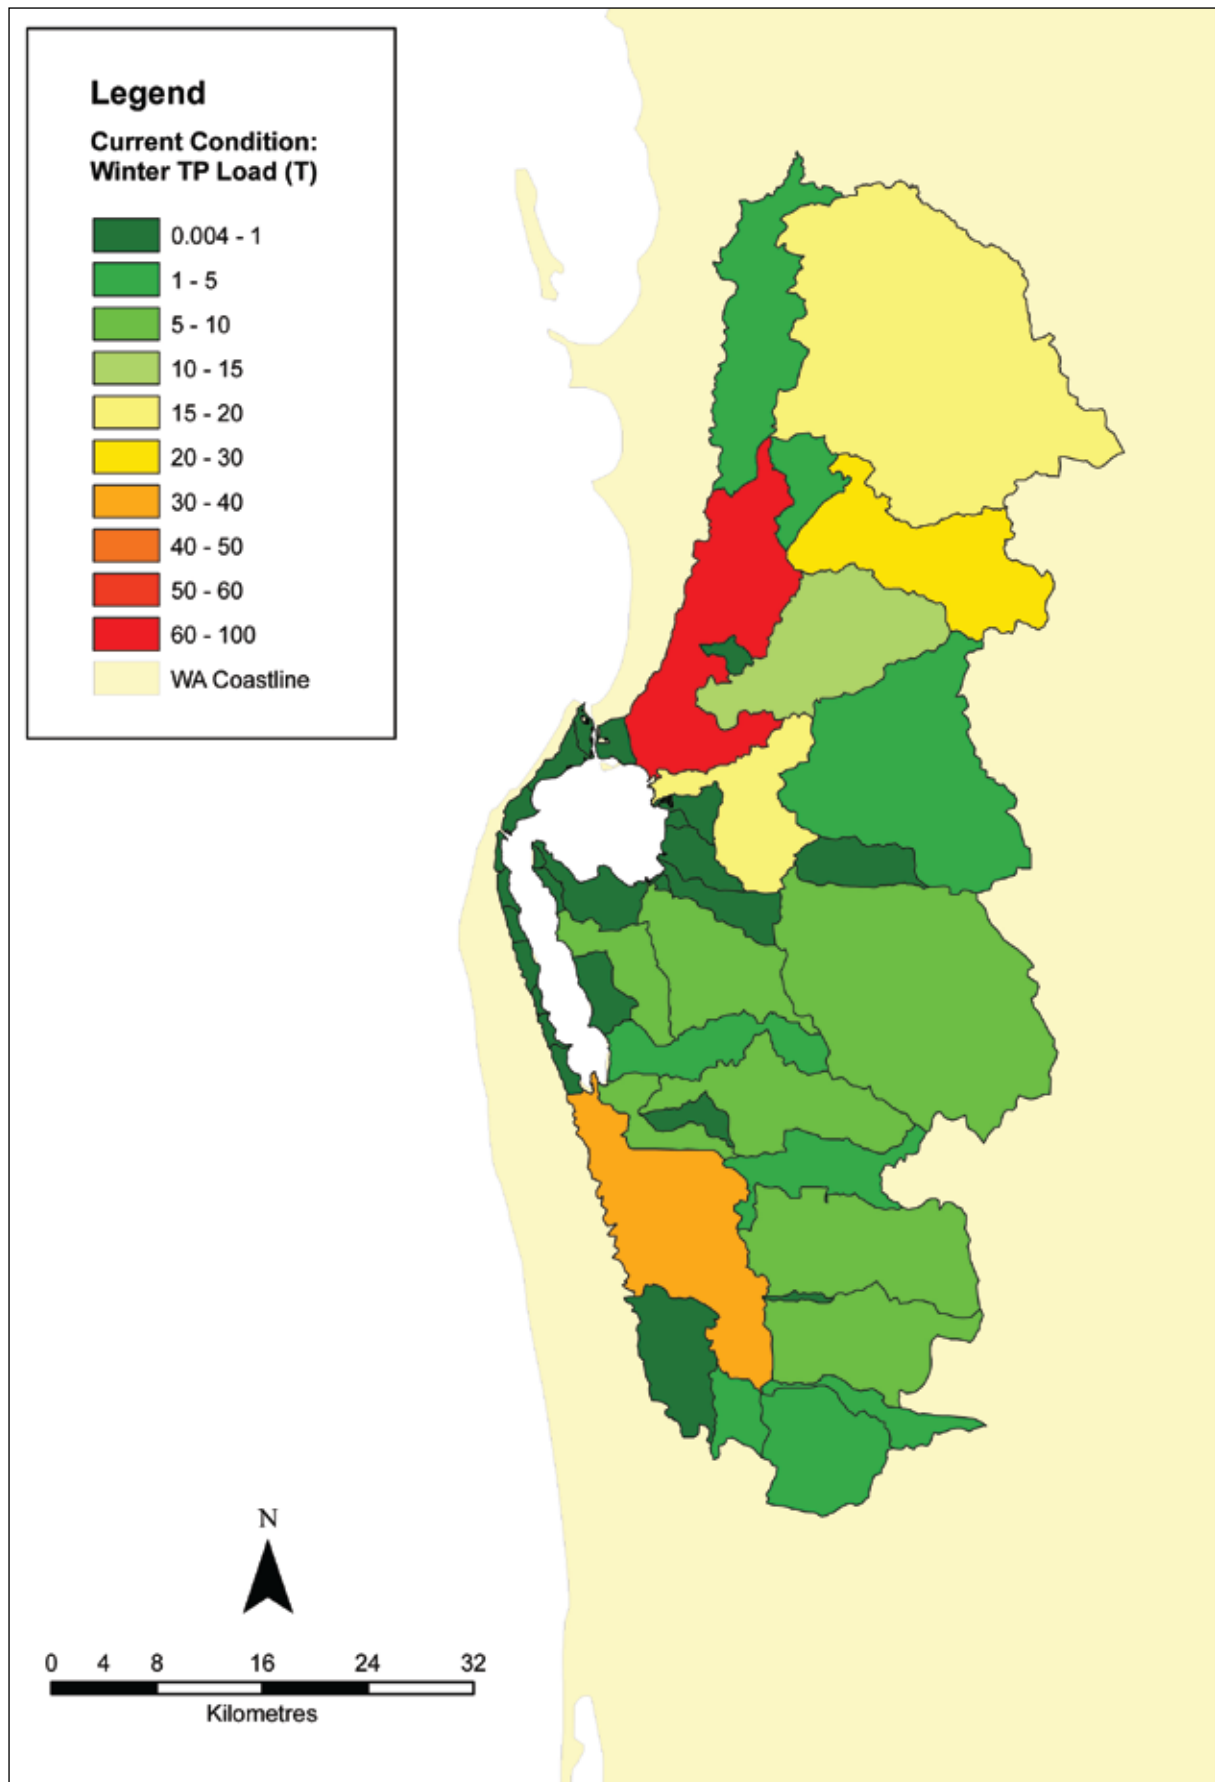 Legend
Current Condition:
Winter TP Load (T)
0.004 - 1
1 - 5
5 - 10
10 - 15
15 - 20
20 - 30
30 - 40
40 - 50
50 - 60
60 - 100
WA Coastline
N
0 4 8 16 24 32
Kilometres